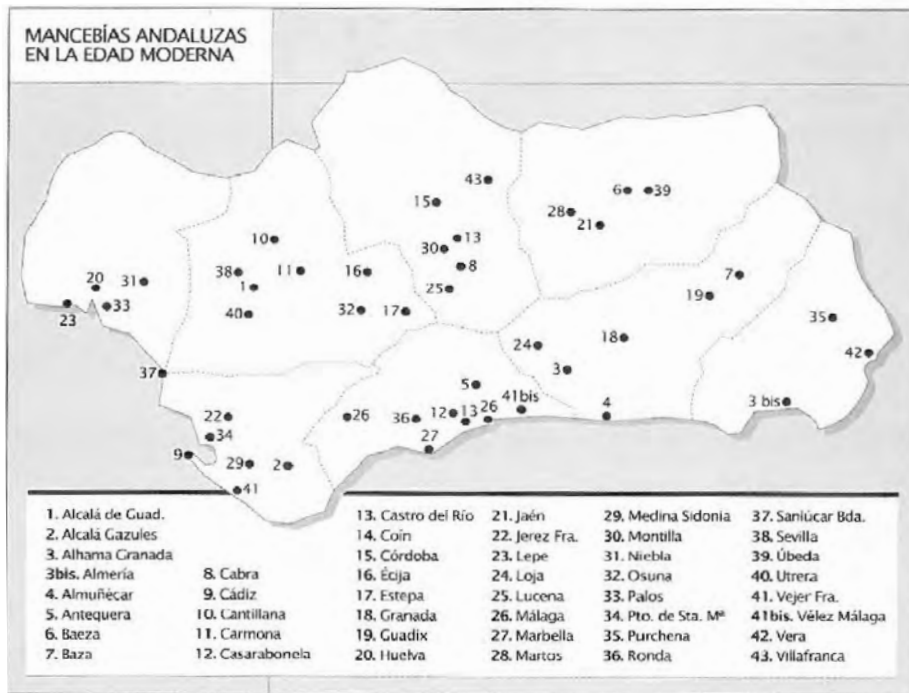 MANCEBÍAS ANDALUZAS
EN LA EDAD MODERNA
43
15
6
39
28
21
10
13
30
38
11
16
8
7
20
31
1
25
19
23
33
40
32
17
35
24
18
42
37
3
5
41bis
3 bis
22
26
36
12
13
26
4
34
27
9
29
2
41
1. Alcalá de Guad.
2. Alcalá Gazules
3. Alhama Granada
3bis. Almería
4. Almuñécar
5. Antequera
6. Baeza
7. Baza
8. Cabra
9. Cádiz
10. Cantillana
11. Carmona
12. Casarabonela
13. Castro del Río
14. Coín
15. Córdoba
16. Écija
17. Estepa
18. Granada
19. Guadix
20. Huelva
21. Jaén
22. Jerez Fra.
23. Lepe
24. Loja
25. Lucena
26. Málaga
27. Marbella
28. Martos
29. Medina Sidonia
30. Montilla
31. Niebla
32. Osuna
33. Palos
34. Pto. de Sta. Mª
35. Purchena
36. Ronda
37. Sanlúcar Bda.
38. Sevilla
39. Úbeda
40. Utrera
41. Vejer Fra.
41bis. Vélez Málaga
42. Vera
43. Villafranca